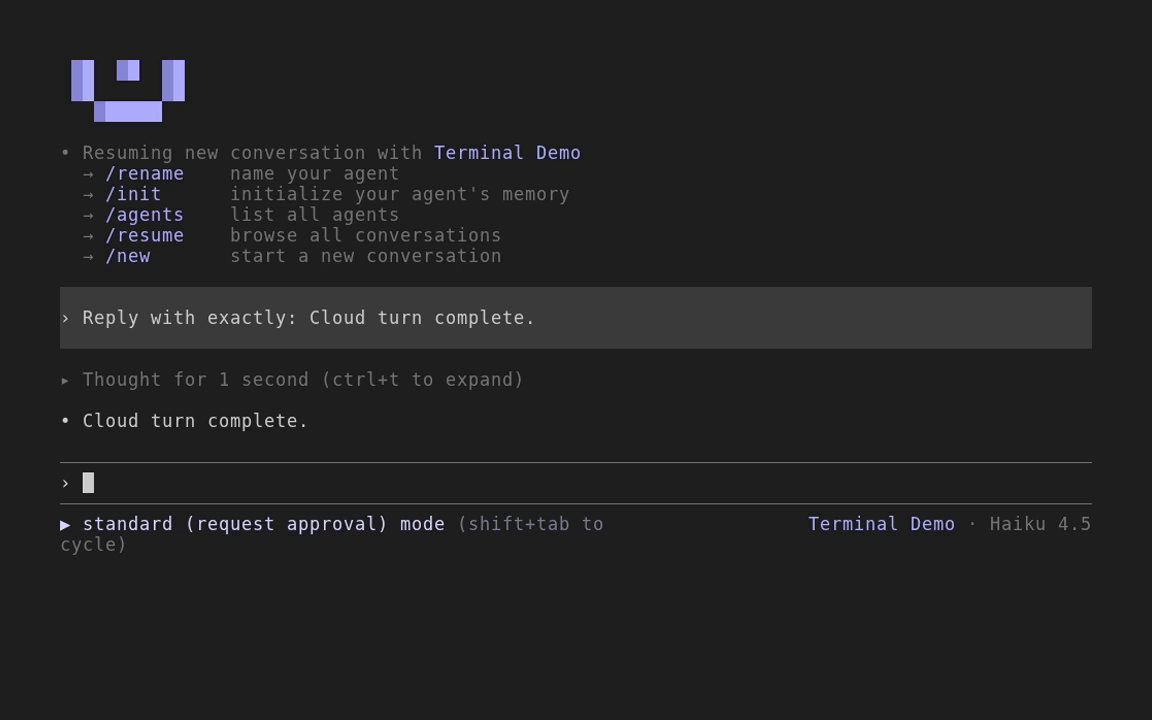 • Resuming new conversation with Terminal Demo
→ /rename    name your agent
→ /init      initialize your agent's memory
→ /agents    list all agents
→ /resume    browse all conversations
→ /new       start a new conversation
› Reply with exactly: Cloud turn complete.
▸ Thought for 1 second (ctrl+t to expand)
• Cloud turn complete.
›
▶ standard (request approval) mode (shift+tab to cycle)
Terminal Demo · Haiku 4.5